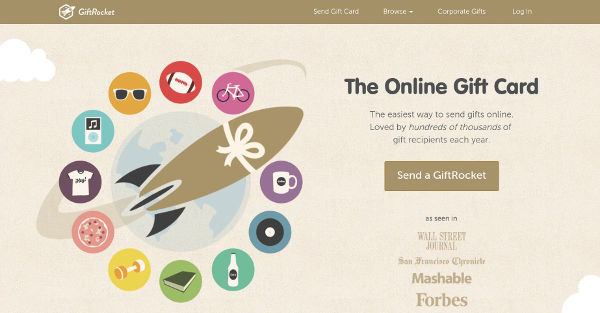 GiftRocket
Send Gift Card
Browse
Corporate Gifts
Log In
The Online Gift Card
The easiest way to send gifts online.
Loved by hundreds of thousands of
gift recipients each year.
Send a GiftRocket
as seen in
WALL STREET
JOURNAL
San Francisco Chronicle
Mashable
Forbes